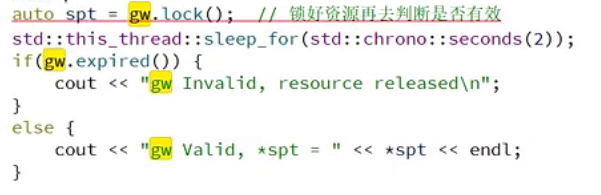 auto spt = gw.lock();  // 锁好资源再去判断是否有效
std::this_thread::sleep_for(std::chrono::seconds(2));
if(gw.expired()) {
    cout << "gw Invalid, resource released\n";
}
else {
    cout << "gw Valid, *spt = " << *spt << endl;
}